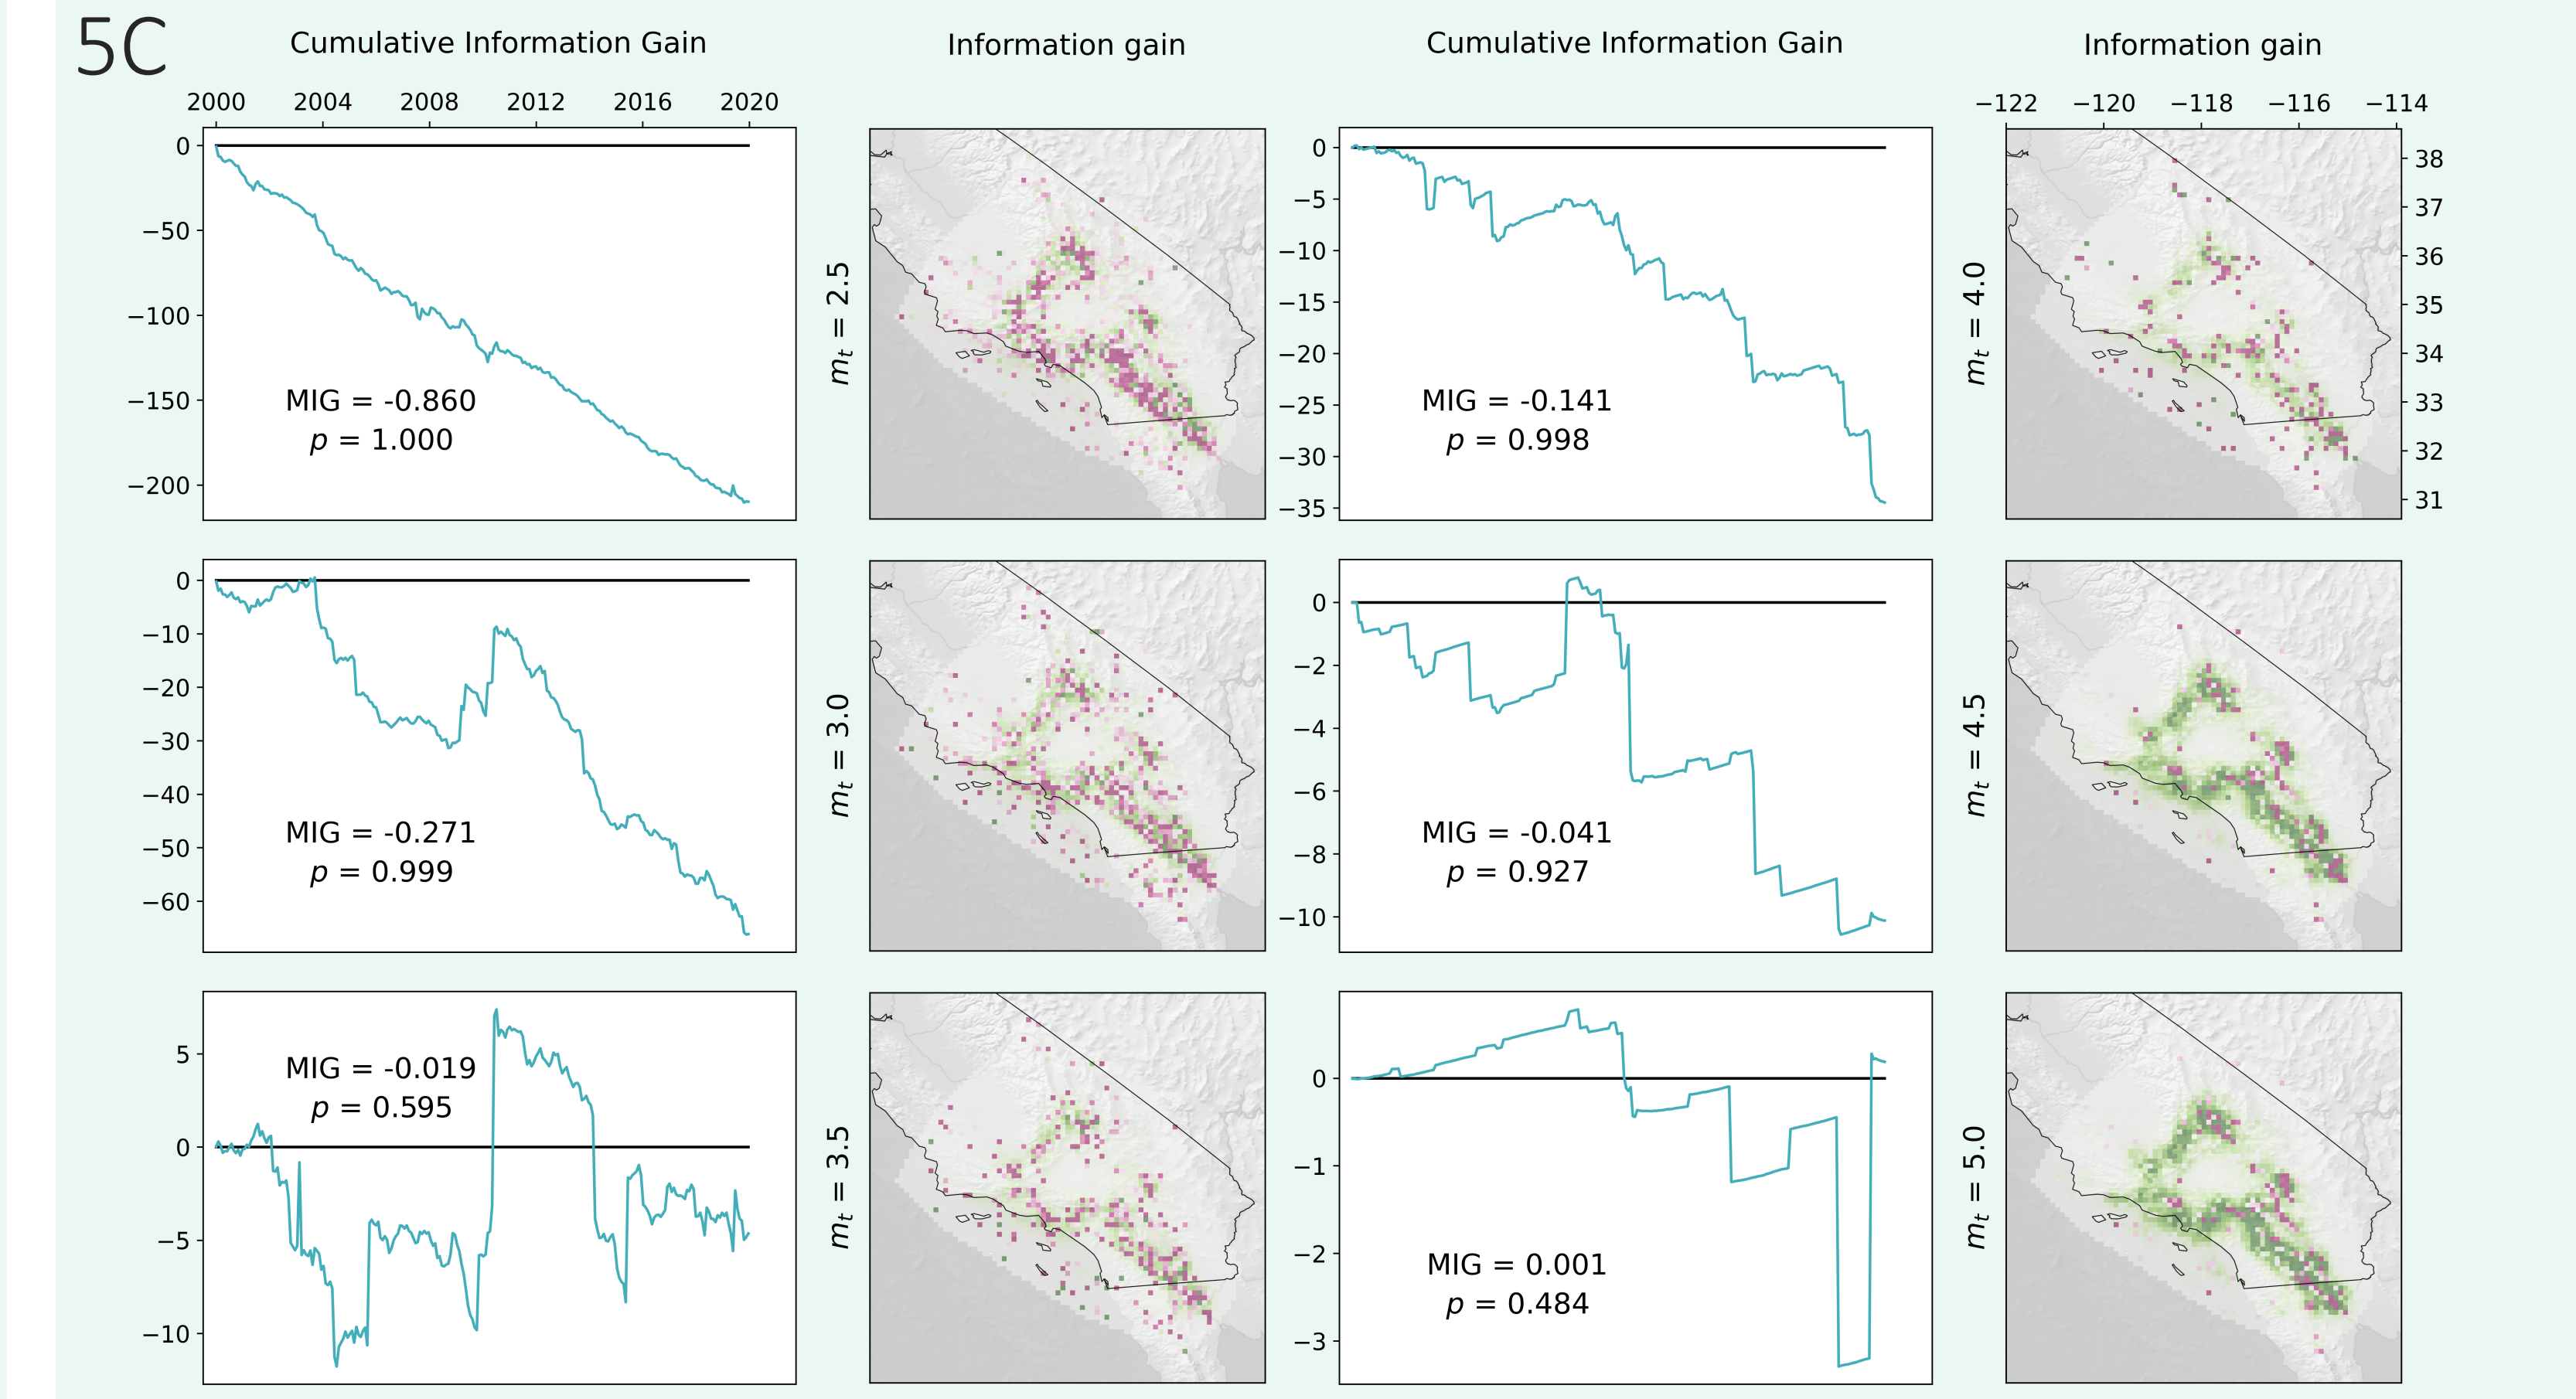 5C
Cumulative Information Gain
Information gain
Cumulative Information Gain
Information gain
2000 2004 2008 2012 2016 2020
−122 −120 −118 −116 −114
0
−50
−100
−150
−200
MIG = -0.860
p = 1.000
m_t = 2.5
0
−5
−10
−15
−20
−25
−30
−35
MIG = -0.141
p = 0.998
m_t = 4.0
38
37
36
35
34
33
32
31
0
−10
−20
−30
−40
−50
−60
MIG = -0.271
p = 0.999
m_t = 3.0
0
−2
−4
−6
−8
−10
MIG = -0.041
p = 0.927
m_t = 4.5
5
0
−5
−10
MIG = -0.019
p = 0.595
m_t = 3.5
0
−1
−2
−3
MIG = 0.001
p = 0.484
m_t = 5.0